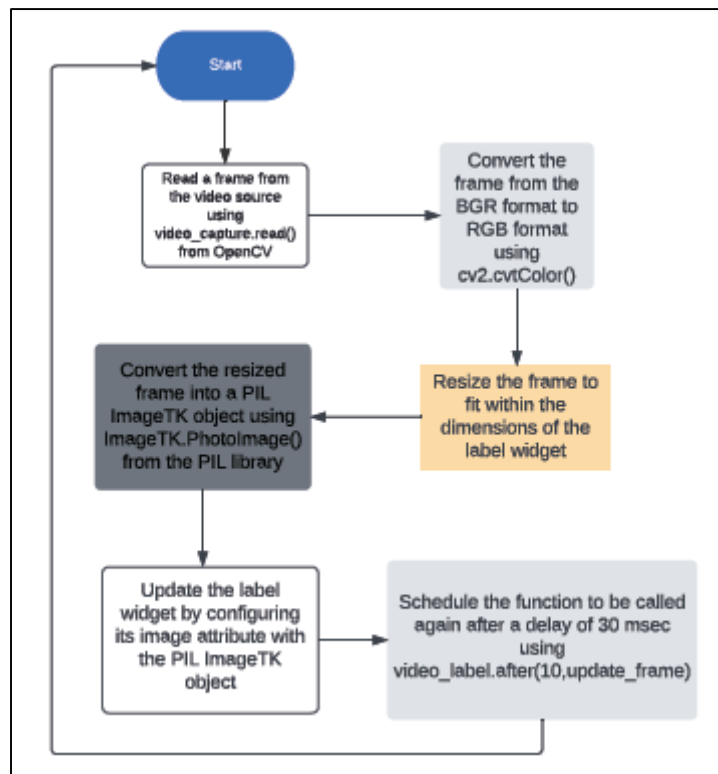 Start
Read a frame from
the video source
using
video_capture.read()
from OpenCV
Convert the
frame from the
BGR format to
RGB format
using
cv2.cvtColor()
Resize the frame to
fit within the
dimensions of the
label widget
Convert the resized
frame into a PIL
ImageTK object using
ImageTK.PhotoImage()
from the PIL library
Update the label
widget by configuring
its image attribute with
the PIL ImageTK
object
Schedule the function to be called
again after a delay of 30 msec
using
video_label.after(10,update_frame)